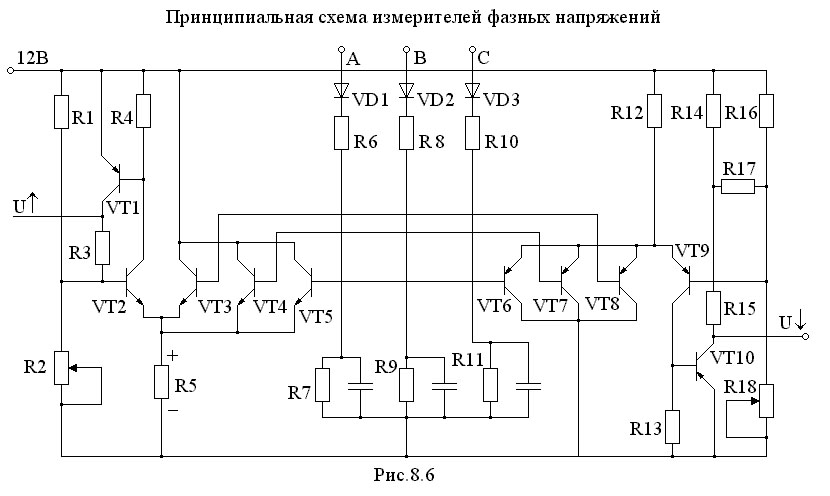 Принципиальная схема измерителей фазных напряжений
12В
A
B
C
R1
R4
VD1
VD2
VD3
R12
R14
R16
R6
R8
R10
R17
U↑
VT1
R3
VT9
VT2
VT3
VT4
VT5
VT6
VT7
VT8
R15
U↓
R2
+
R5
−
R7
R9
R11
VT10
R18
R13
Рис.8.6